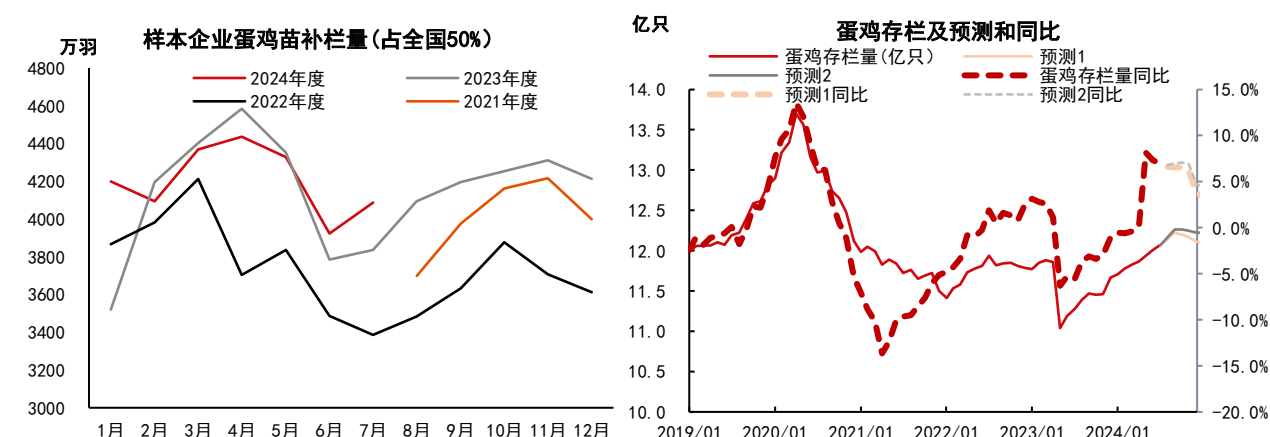 样本企业蛋鸡苗补栏量(占全国50%)
万羽
2024年度
2023年度
2022年度
2021年度
4800
4600
4400
4200
4000
3800
3600
3400
3200
3000
1月 2月 3月 4月 5月 6月 7月 8月 9月 10月 11月 12月
亿只
蛋鸡存栏及预测和同比
蛋鸡存栏量(亿只)
预测1
预测2
蛋鸡存栏量同比
预测1同比
预测2同比
14.0
13.5
13.0
12.5
12.0
11.5
11.0
10.5
10.0
15.0%
10.0%
5.0%
0.0%
-5.0%
-10.0%
-15.0%
-20.0%
2019/01 2020/01 2021/01 2022/01 2023/01 2024/01